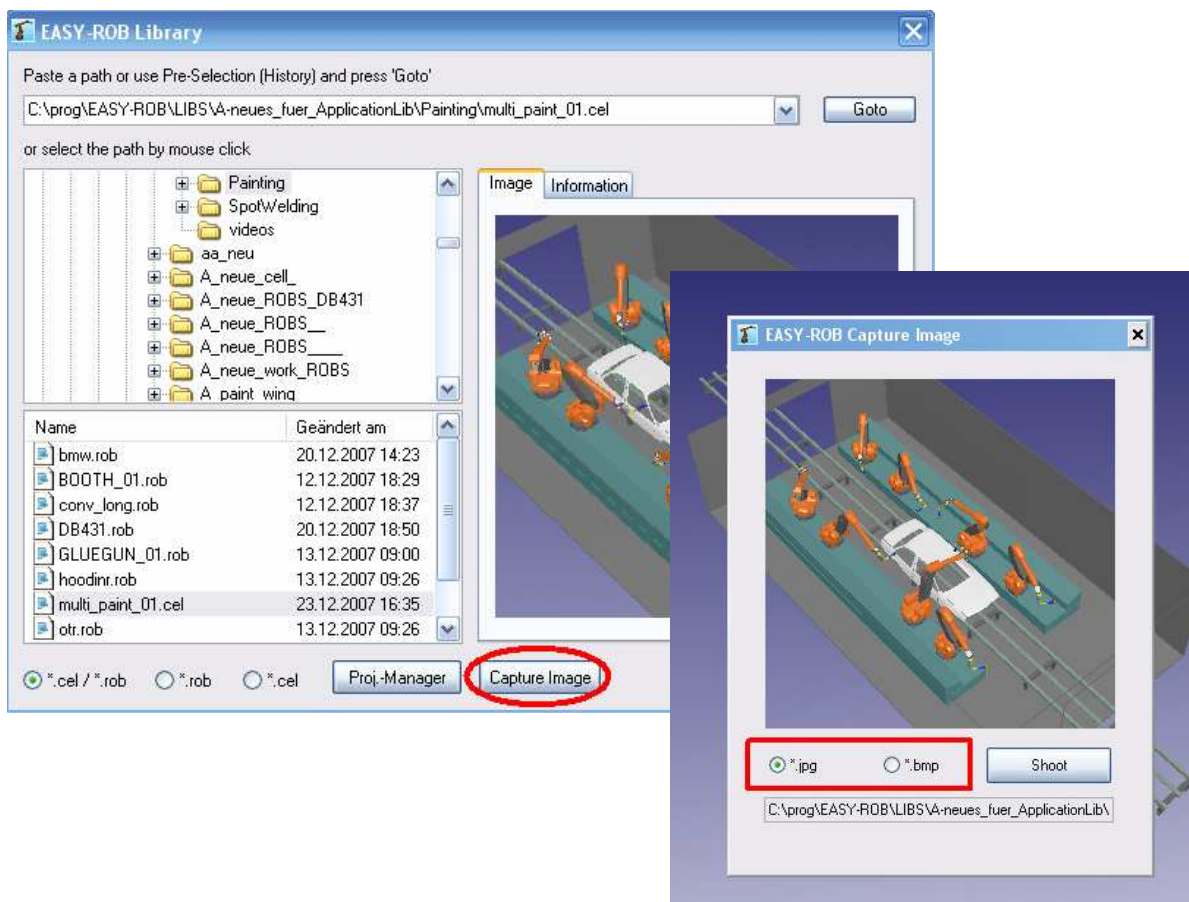 EASY-ROB Library
Paste a path or use Pre-Selection (History) and press 'Goto'
C:\prog\EASY-ROB\LIBS\A-neues_fuer_ApplicationLib\Painting\multi_paint_01.cel
Goto
or select the path by mouse click
Painting
SpotWelding
videos
aa_neu
A_neue_cell_
A_neue_ROBS_DB431
A_neue_ROBS__
A_neue_ROBS____
A_neue_work_ROBS
A_paint_wing
Image Information
Name Geändert am
bmw.rob 20.12.2007 14:23
BOOTH_01.rob 12.12.2007 18:29
conv_long.rob 12.12.2007 18:37
DB431.rob 20.12.2007 18:50
GLUEGUN_01.rob 13.12.2007 09:00
hoodinr.rob 13.12.2007 09:26
multi_paint_01.cel 23.12.2007 16:35
otr.rob 13.12.2007 09:26
*.cel / *.rob *.rob *.cel Proj.-Manager Capture Image
EASY-ROB Capture Image
*.jpg *.bmp Shoot
C:\prog\EASY-ROB\LIBS\A-neues_fuer_ApplicationLib\